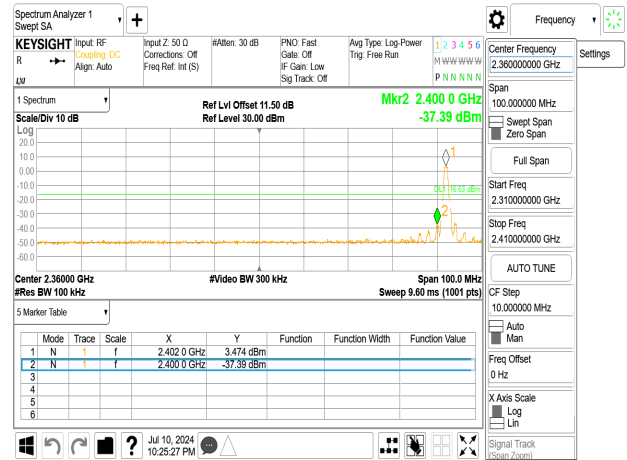 Spectrum Analyzer 1
Swept SA
Frequency
KEYSIGHT
R
Input: RF
Coupling: DC
Align: Auto
Input Z: 50 Ω
Corrections: Off
Freq Ref: Int (S)
#Atten: 30 dB
PNO: Fast
Gate: Off
IF Gain: Low
Sig Track: Off
Avg Type: Log-Power
Trig: Free Run
1 2 3 4 5 6
M W W W W W
P N N N N N
LXI
1 Spectrum
Scale/Div 10 dB
Ref Lvl Offset 11.50 dB
Ref Level 30.00 dBm
Mkr2 2.400 0 GHz
-37.39 dBm
Log
20.0
10.0
0.00
-10.0
-20.0
-30.0
-40.0
-50.0
-60.0
1
2
DL1 -16.63 dBm
Center 2.36000 GHz
#Video BW 300 kHz
Span 100.0 MHz
#Res BW 100 kHz
Sweep 9.60 ms (1001 pts)
5 Marker Table
Mode Trace Scale X Y Function Function Width Function Value
1 N 1 f 2.402 0 GHz 3.474 dBm
2 N 1 f 2.400 0 GHz -37.39 dBm
3
4
5
6
Jul 10, 2024
10:25:27 PM
?
Center Frequency
2.360000000 GHz
Settings
Span
100.000000 MHz
Swept Span
Zero Span
Full Span
Start Freq
2.310000000 GHz
Stop Freq
2.410000000 GHz
AUTO TUNE
CF Step
10.000000 MHz
Auto
Man
Freq Offset
0 Hz
X Axis Scale
Log
Lin
Signal Track
(Span Zoom)